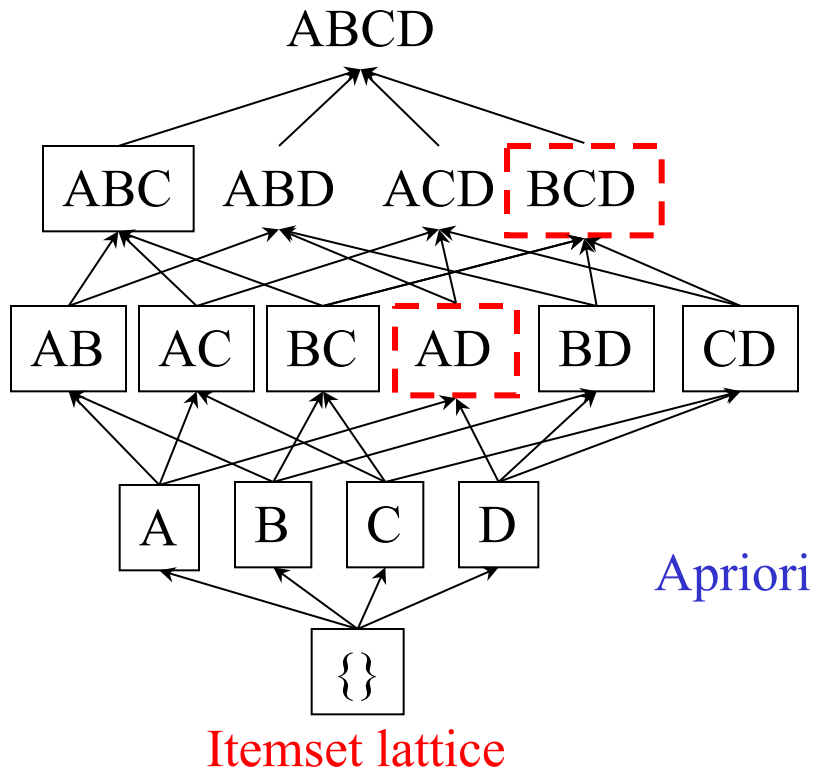 ABCD
ABC ABD ACD BCD
AB AC BC AD BD CD
A B C D
Apriori
{}
Itemset lattice